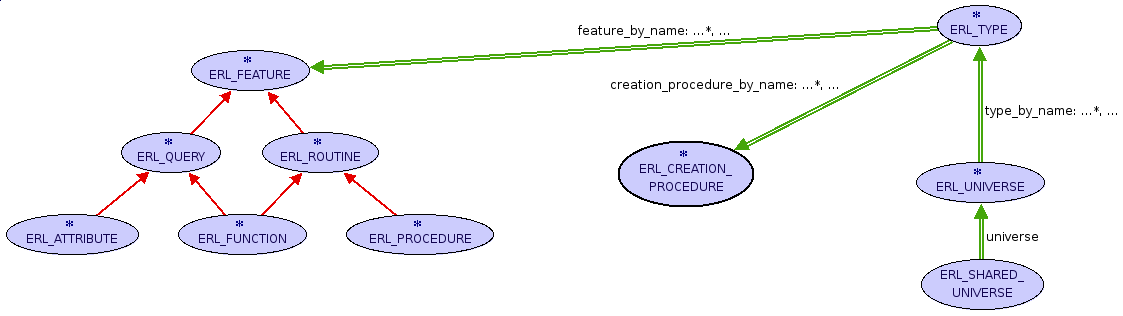 *
ERL_TYPE
feature_by_name: ...*, ...
*
ERL_FEATURE
creation_procedure_by_name: ...*, ...
type_by_name: ...*, ...
*
ERL_QUERY
*
ERL_ROUTINE
*
ERL_CREATION_
PROCEDURE
*
ERL_UNIVERSE
*
ERL_ATTRIBUTE
*
ERL_FUNCTION
*
ERL_PROCEDURE
universe
ERL_SHARED_
UNIVERSE